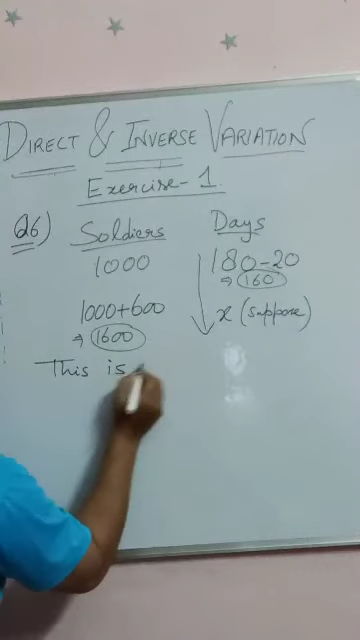 DIRECT & INVERSE VARIATION
Exercise-1
Q6) Soldiers Days
1000 180-20
⇒ 160
1000+600 x (suppose)
⇒ 1600
This is